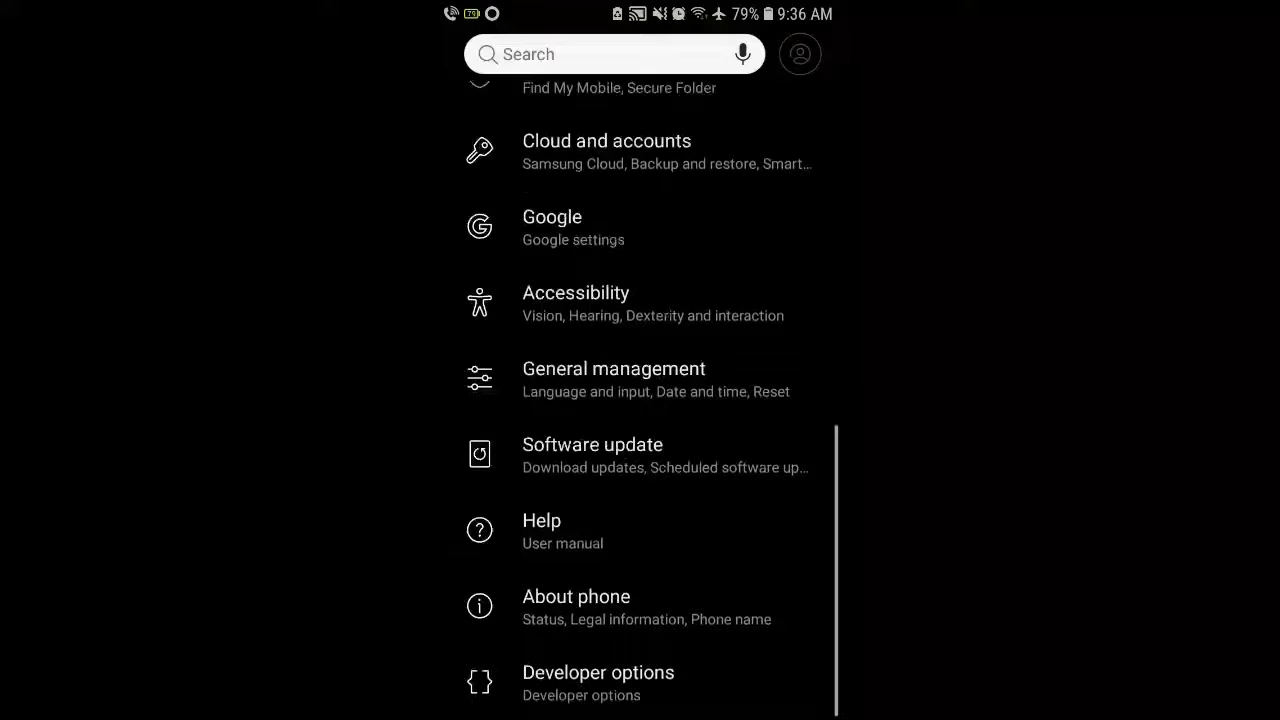 79 79% 9:36 AM
Search
Find My Mobile, Secure Folder
Cloud and accounts
Samsung Cloud, Backup and restore, Smart...
Google
Google settings
Accessibility
Vision, Hearing, Dexterity and interaction
General management
Language and input, Date and time, Reset
Software update
Download updates, Scheduled software up...
Help
User manual
About phone
Status, Legal information, Phone name
Developer options
Developer options